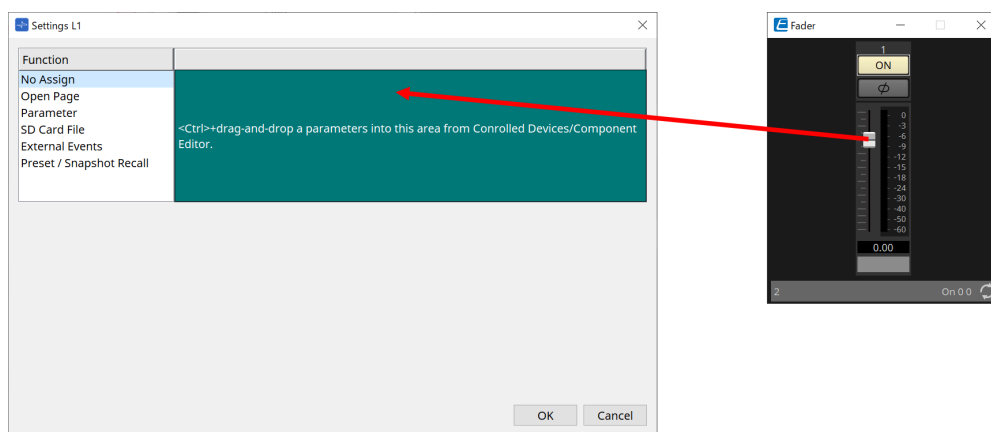 Settings L1
Function
No Assign
Open Page
Parameter
SD Card File
External Events
Preset / Snapshot Recall
<Ctrl>+drag-and-drop a parameters into this area from Conrolled Devices/Component
Editor.
OK
Cancel
Fader
1
ON
0
-3
-6
-9
-12
-15
-18
-24
-30
-40
-50
-60
0.00
2
On 0 0